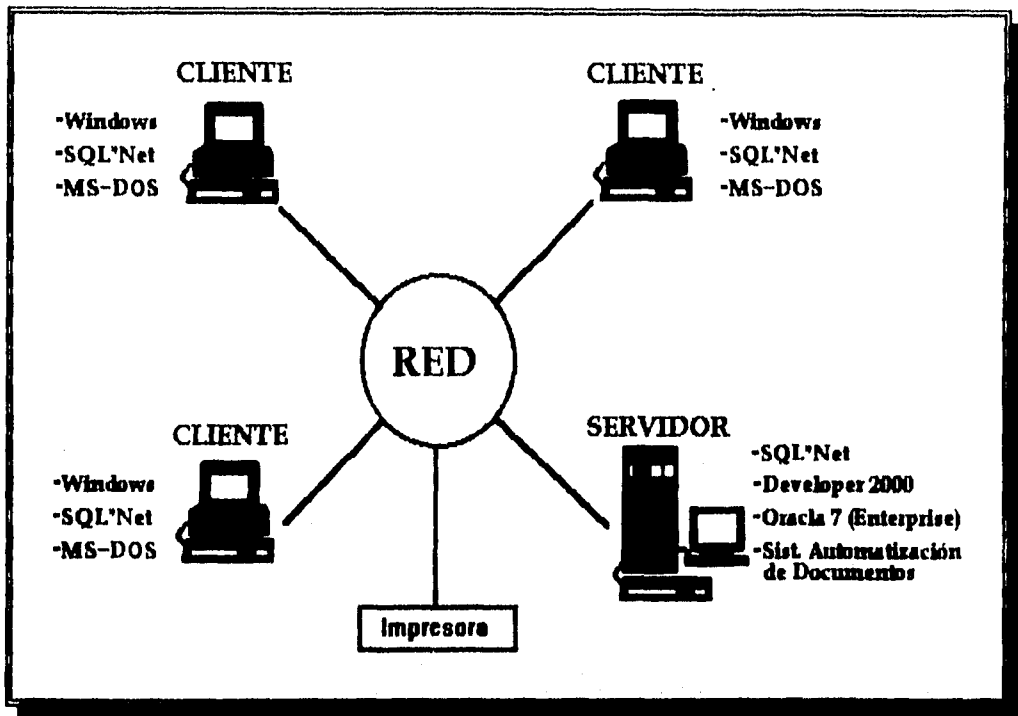 CLIENTE
-Windows
-SQL*Net
-MS-DOS
CLIENTE
-Windows
-SQL*Net
-MS-DOS
RED
CLIENTE
-Windows
-SQL*Net
-MS-DOS
SERVIDOR
-SQL*Net
-Developer 2000
-Oracla 7 (Enterprise)
-Sist. Automatización
de Documentos
Impresora